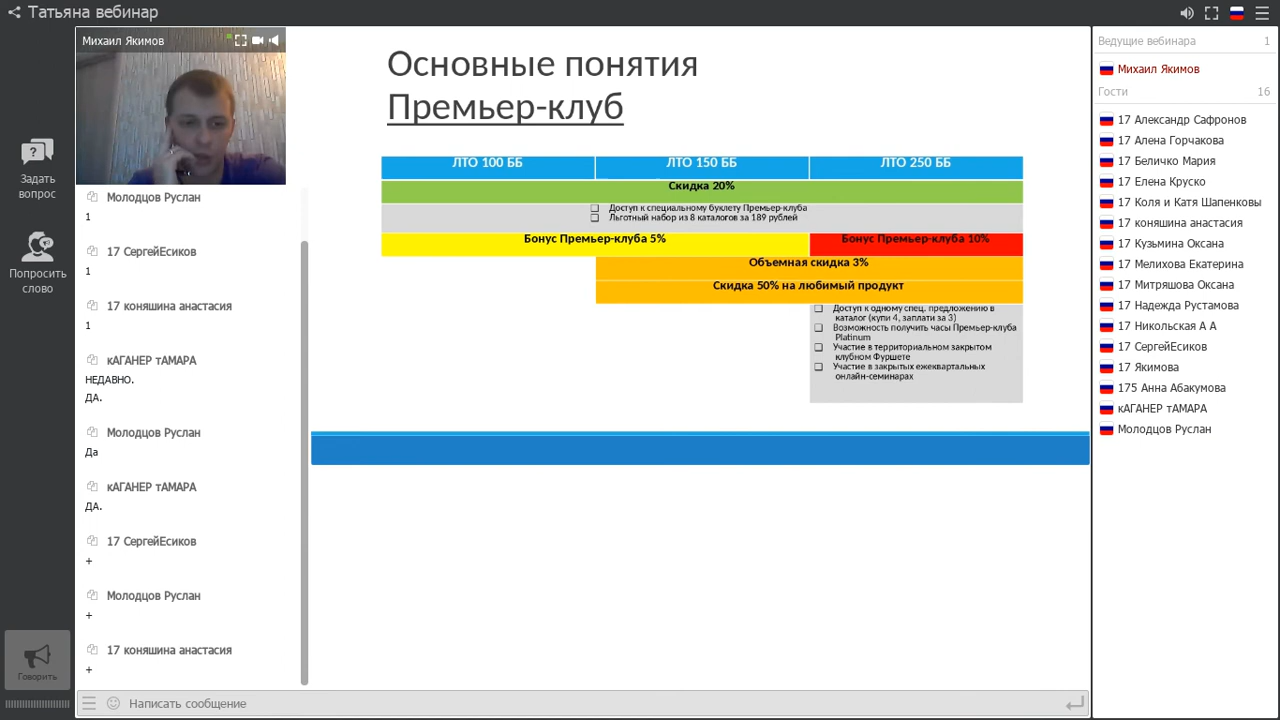 Татьяна вебинар
Михаил Якимов
Задать
вопрос
Попросить
слово
Говорить
Молодцов Руслан
1
17 СергейЕсиков
1
17 коняшина анастасия
1
кАГАНЕР тАМАРА
НЕДАВНО.
ДА.
Молодцов Руслан
Да
кАГАНЕР тАМАРА
ДА.
17 СергейЕсиков
+
Молодцов Руслан
+
17 коняшина анастасия
+
Написать сообщение
Основные понятия
Премьер-клуб
ЛТО 100 ББ ЛТО 150 ББ ЛТО 250 ББ
Скидка 20%
Доступ к специальному буклету Премьер-клуба
Льготный набор из 8 каталогов за 189 рублей
Бонус Премьер-клуба 5% Бонус Премьер-клуба 10%
Объемная скидка 3%
Скидка 50% на любимый продукт
Доступ к одному спец. предложению в
каталог (купи 4, заплати за 3)
Возможность получить часы Премьер-клуба
Platinum
Участие в территориальном закрытом
клубном Фуршете
Участие в закрытых ежеквартальных
онлайн-семинарах
Ведущие вебинара 1
Михаил Якимов
Гости 16
17 Александр Сафронов
17 Алена Горчакова
17 Беличко Мария
17 Елена Круско
17 Коля и Катя Шапенковы
17 коняшина анастасия
17 Кузьмина Оксана
17 Мелихова Екатерина
17 Митряшова Оксана
17 Надежда Рустамова
17 Никольская А А
17 СергейЕсиков
17 Якимова
175 Анна Абакумова
кАГАНЕР тАМАРА
Молодцов Руслан